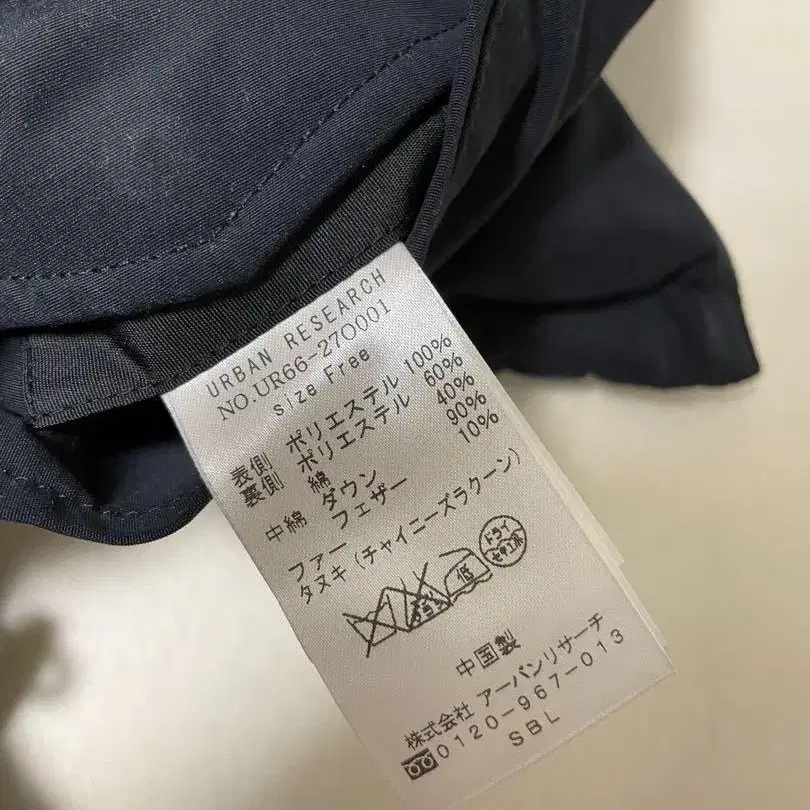 URBAN RESEARCH
NO.UR66-27O001
size Free
表側 ポリエステル 100%
裏側 ポリエステル 60%
綿 40%
中綿 ダウン 90%
フェザー 10%
ファー
タヌキ(チャイニーズラクーン)
低 ドライ
セキユ系
中国製
株式会社 アーバンリサーチ
0120-967-013
SBL